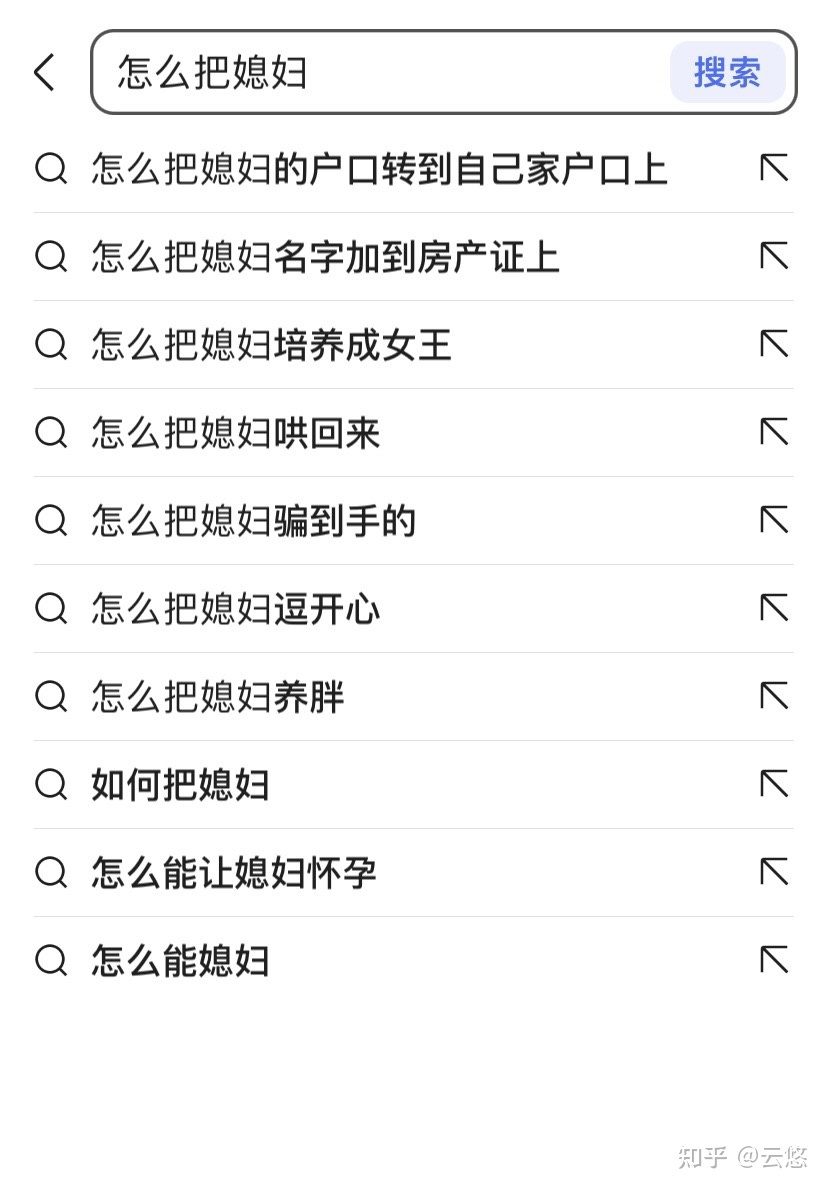 怎么把媳妇 搜索
怎么把媳妇的户口转到自己家户口上
怎么把媳妇名字加到房产证上
怎么把媳妇培养成女王
怎么把媳妇哄回来
怎么把媳妇骗到手的
怎么把媳妇逗开心
怎么把媳妇养胖
如何把媳妇
怎么能让媳妇怀孕
怎么能媳妇
知乎 @云悠